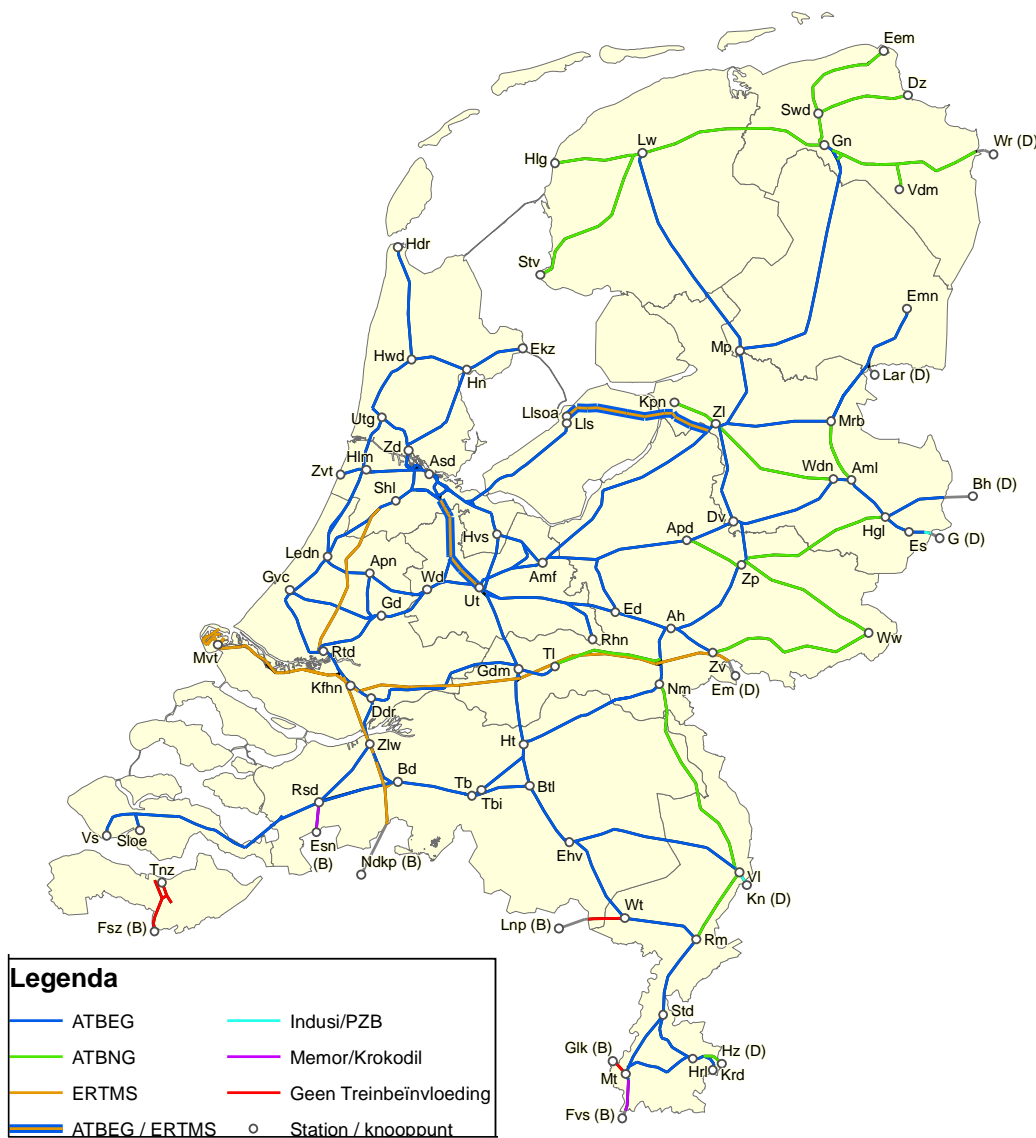 Eem
Dz
Swd
Gn
Wr (D)
Lw
Hlg
Vdm
Stv
Hdr
Emn
Ekz
Hwd
Hn
Mp
Lar (D)
Kpn
Llsoa
Lls
Zl
Mrb
Utg
Zd
Asd
Hlm
Zvt
Shl
Wdn
Aml
Bh (D)
Dv
Hgl
Es
G (D)
Hvs
Apd
Ledn
Apn
Wd
Amf
Zp
Gvc
Gd
Ut
Ed
Ah
Ww
Rhn
Mvt
Rtd
Tl
Zv
Em (D)
Gdm
Kfhn
Ddr
Nm
Zlw
Ht
Bd
Tb
Tbi
Btl
Rsd
Vs
Sloe
Esn
(B)
Ndkp (B)
Ehv
Tnz
Vl
Kn (D)
Fsz (B)
Lnp (B)
Wt
Rm
Std
Glk (B)
Mt
Hrl
Hz (D)
Krd
Fvs (B)
Legenda
ATBEG
Indusi/PZB
ATBNG
Memor/Krokodil
ERTMS
Geen Treinbeïnvloeding
ATBEG / ERTMS
Station / knooppunt